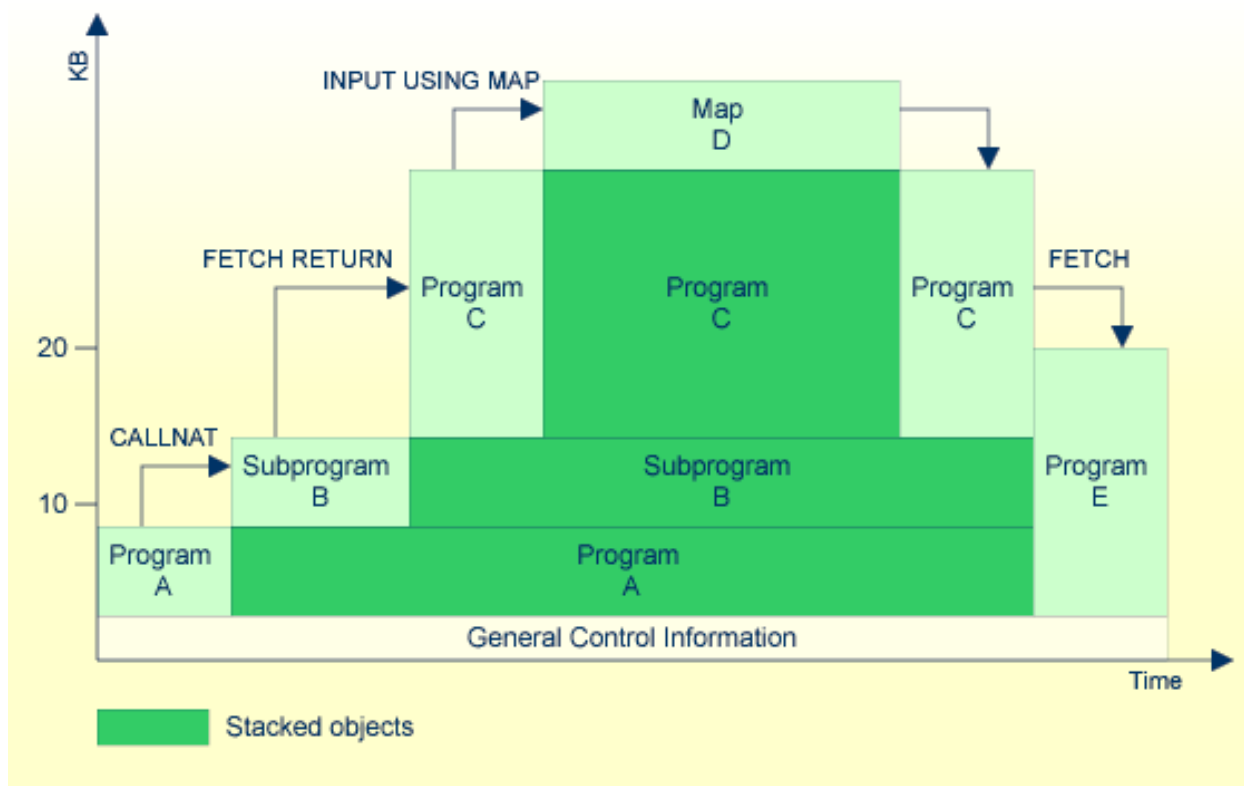 KB
INPUT USING MAP
Map
D
FETCH RETURN
FETCH
Program
C
Program
C
Program
C
20
CALLNAT
Subprogram
B
Subprogram
B
Program
E
10
Program
A
Program
A
General Control Information
Time
Stacked objects